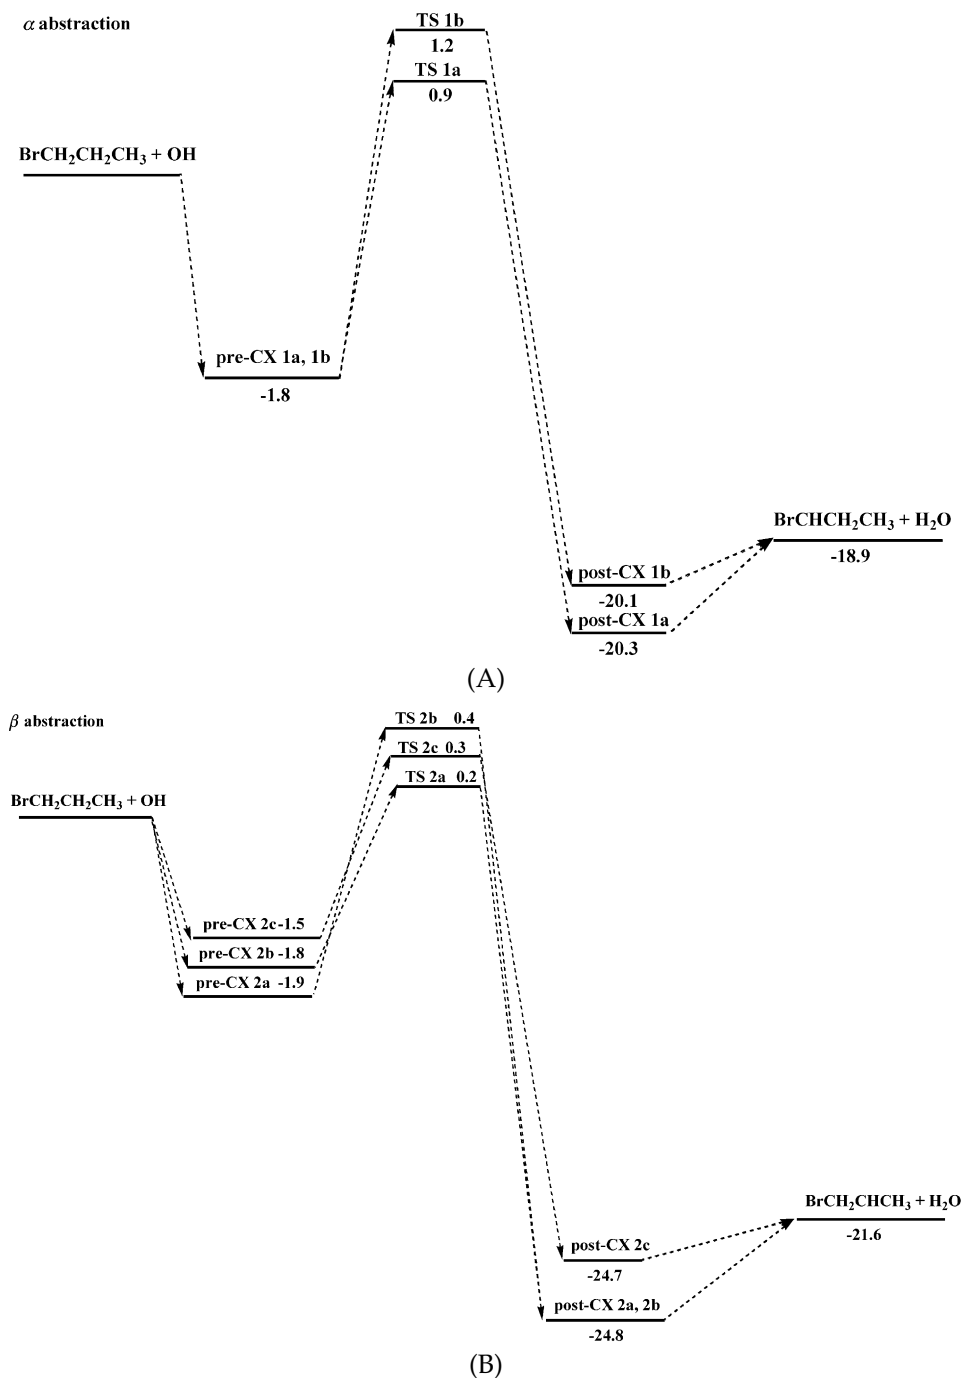 α abstraction
TS 1b
1.2
TS 1a
0.9
BrCH₂CH₂CH₃ + OH
pre-CX 1a, 1b
-1.8
BrCHCH₂CH₃ + H₂O
-18.9
post-CX 1b
-20.1
post-CX 1a
-20.3
(A)
β abstraction
TS 2b 0.4
TS 2c 0.3
TS 2a 0.2
BrCH₂CH₂CH₃ + OH
pre-CX 2c -1.5
pre-CX 2b -1.8
pre-CX 2a -1.9
BrCH₂CHCH₃ + H₂O
-21.6
post-CX 2c
-24.7
post-CX 2a, 2b
-24.8
(B)